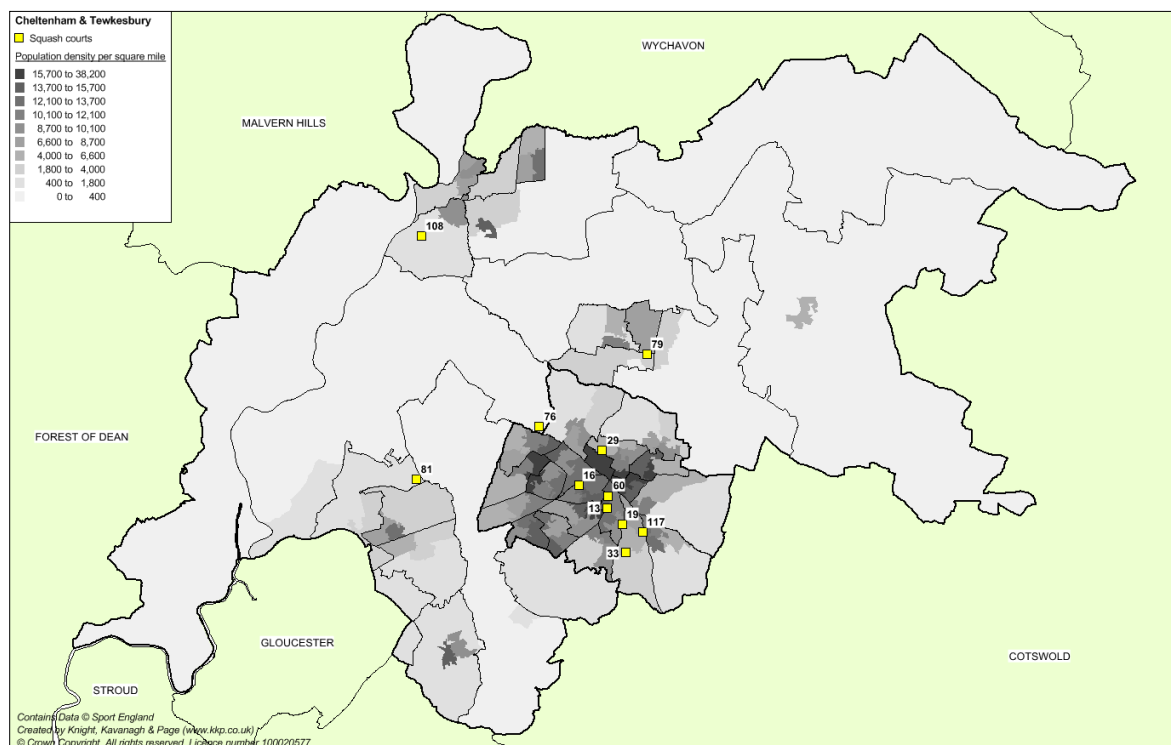 Cheltenham & Tewkesbury
Squash courts
Population density per square mile
15,700 to 38,200
13,700 to 15,700
12,100 to 13,700
10,100 to 12,100
8,700 to 10,100
6,600 to 8,700
4,000 to 6,600
1,800 to 4,000
400 to 1,800
0 to 400
WYCHAVON
MALVERN HILLS
108
79
76
FOREST OF DEAN
29
81
16
60
13
19
117
33
GLOUCESTER
COTSWOLD
STROUD
Contains Data © Sport England
Created by Knight, Kavanagh & Page (www.kkp.co.uk)
© Crown Copyright. All rights reserved. Licence number 100020577